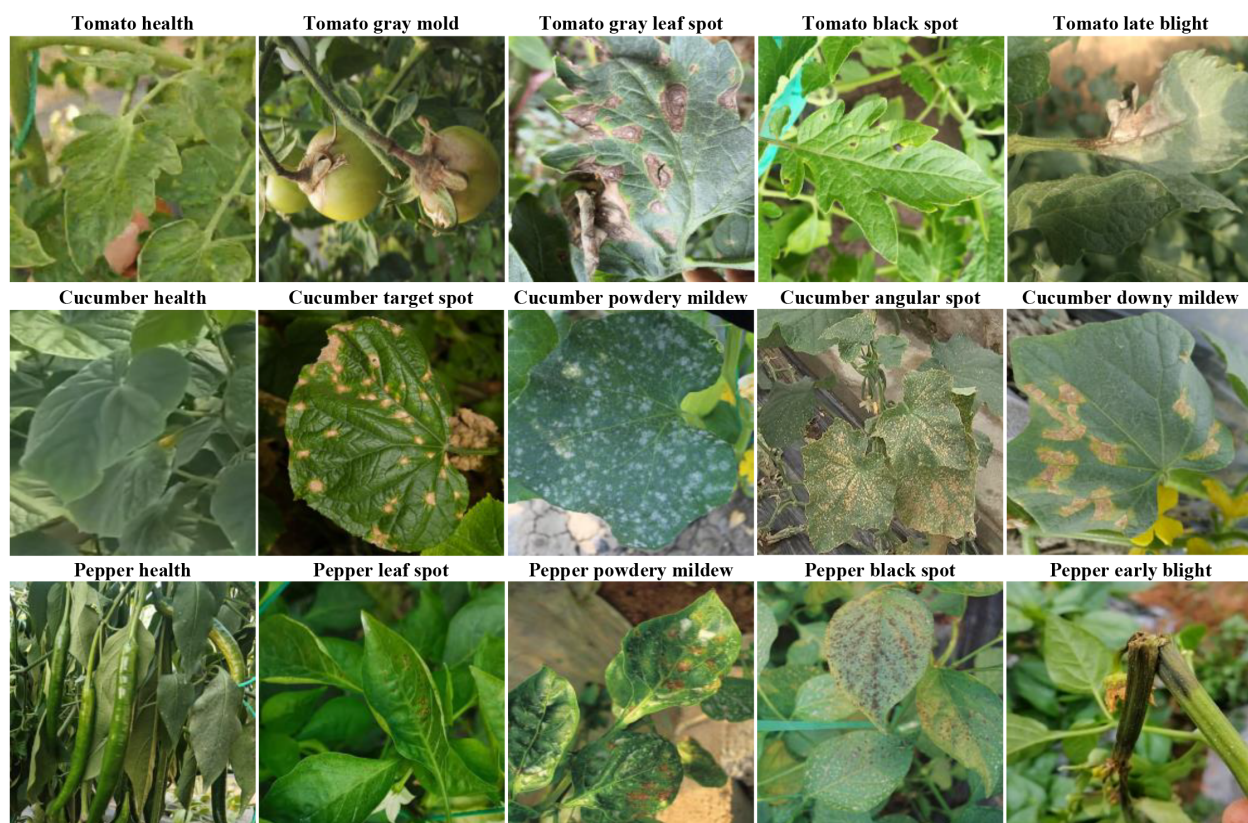 Tomato health
Tomato gray mold
Tomato gray leaf spot
Tomato black spot
Tomato late blight
Cucumber health
Cucumber target spot
Cucumber powdery mildew
Cucumber angular spot
Cucumber downy mildew
Pepper health
Pepper leaf spot
Pepper powdery mildew
Pepper black spot
Pepper early blight